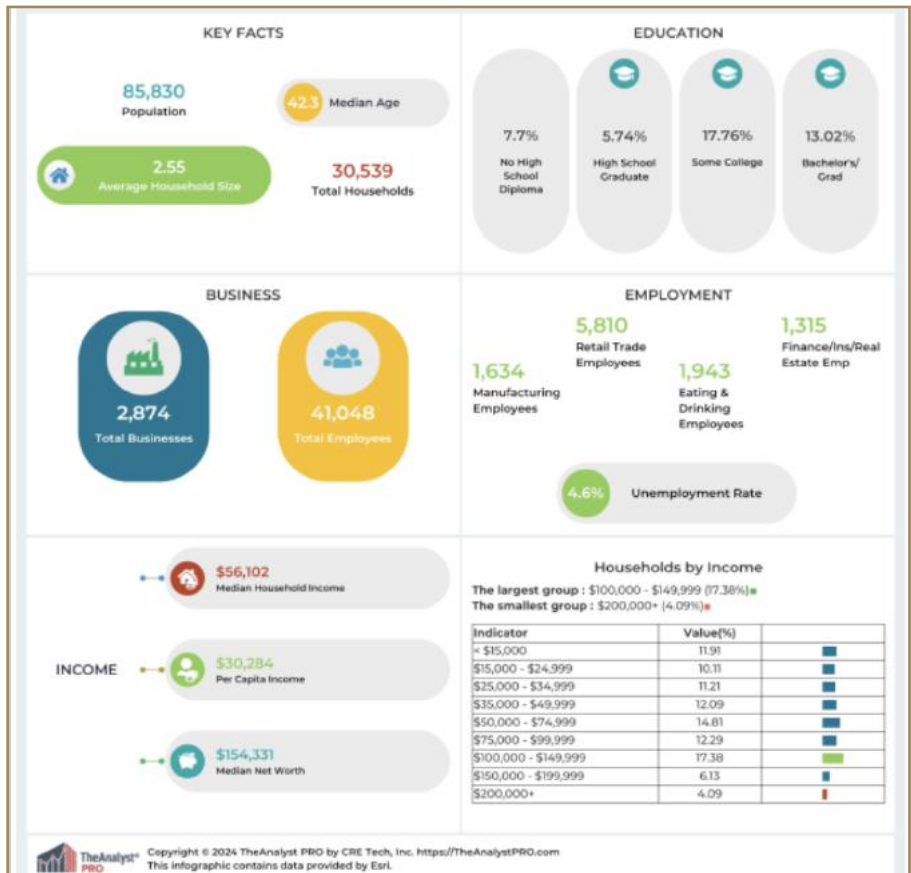 KEY FACTS
85,830
Population
42.3 Median Age
2.55
Average Household Size
30,539
Total Households
EDUCATION
7.7%
No High
School
Diploma
5.74%
High School
Graduate
17.76%
Some College
13.02%
Bachelor's/
Grad
BUSINESS
2,874
Total Businesses
41,048
Total Employees
EMPLOYMENT
1,634
Manufacturing
Employees
5,810
Retail Trade
Employees
1,943
Eating &
Drinking
Employees
1,315
Finance/Ins/Real
Estate Emp
4.6% Unemployment Rate
INCOME
$56,102
Median Household Income
$30,284
Per Capita Income
$154,331
Median Net Worth
Households by Income
The largest group : $100,000 - $149,999 (17.38%)
The smallest group : $200,000+ (4.09%)
Indicator Value(%)
< $15,000 11.91
$15,000 - $24,999 10.11
$25,000 - $34,999 11.21
$35,000 - $49,999 12.09
$50,000 - $74,999 14.81
$75,000 - $99,999 12.29
$100,000 - $149,999 17.38
$150,000 - $199,999 6.13
$200,000+ 4.09
TheAnalyst®
PRO
Copyright © 2024 TheAnalyst PRO by CRE Tech, Inc. https://TheAnalystPRO.com
This infographic contains data provided by Esri.